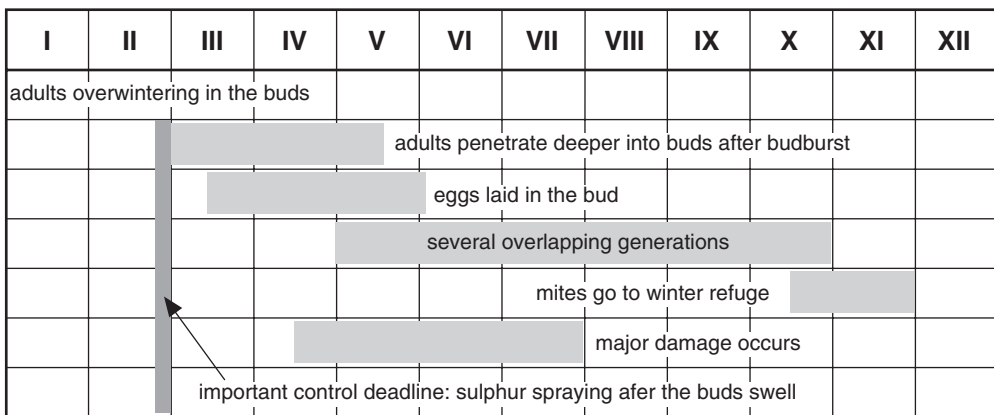 I II III IV V VI VII VIII IX X XI XII
adults overwintering in the buds
adults penetrate deeper into buds after budburst
eggs laid in the bud
several overlapping generations
mites go to winter refuge
major damage occurs
important control deadline: sulphur spraying afer the buds swell